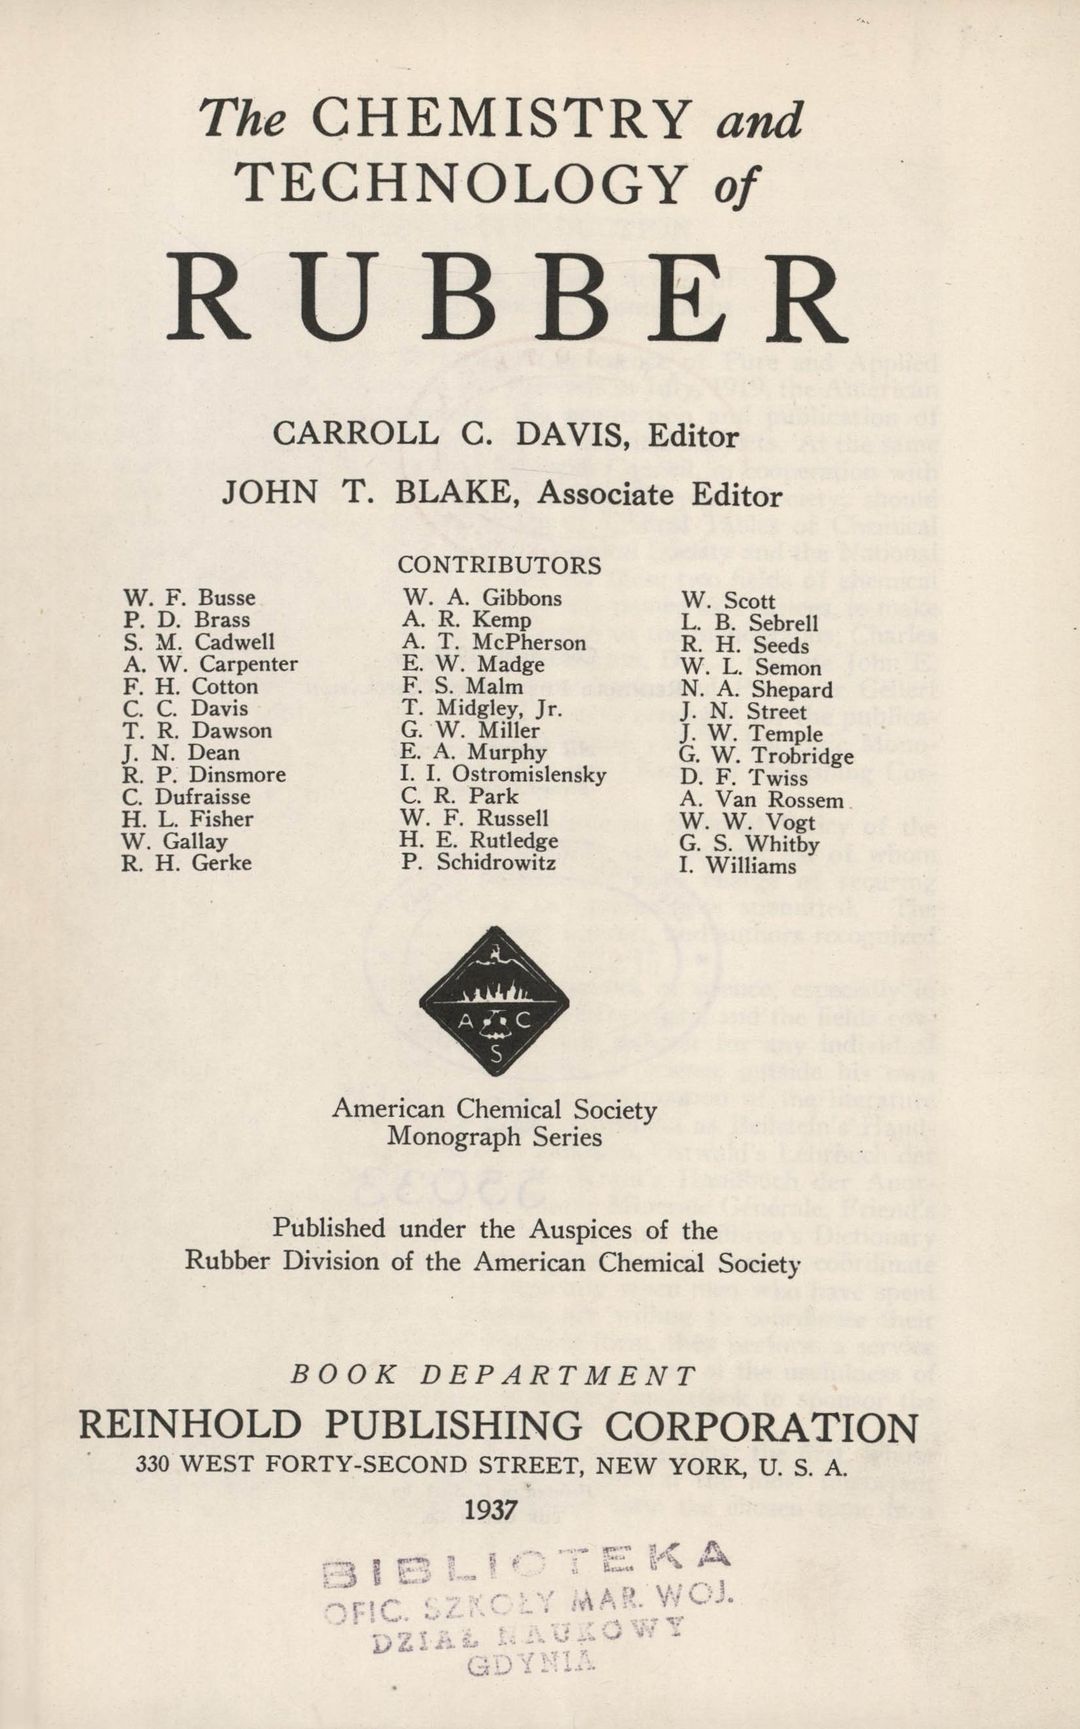 The CHEMISTRY and
TECHNOLOGY of
RUBBER
CARROLL C. DAVIS, Editor
JOHN T. BLAKE, Associate Editor
CONTRIBUTORS
W. F. Busse
P. D. Brass
S. M. Cadwell
A. W. Carpenter
F. H. Cotton
C. C. Davis
T. R. Dawson
J. N. Dean
R. P. Dinsmore
C. Dufraisse
H. L. Fisher
W. Gallay
R. H. Gerke
W. A. Gibbons
A. R. Kemp
A. T. McPherson
E. W. Madge
F. S. Malm
T. Midgley, Jr.
G. W. Miller
E. A. Murphy
I. I. Ostromislensky
C. R. Park
W. F. Russell
H. E. Rutledge
P. Schidrowitz
W. Scott
L. B. Sebrell
R. H. Seeds
W. L. Semon
N. A. Shepard
J. N. Street
J. W. Temple
G. W. Trobridge
D. F. Twiss
A. Van Rossem
W. W. Vogt
G. S. Whitby
I. Williams
A C
S
American Chemical Society
Monograph Series
Published under the Auspices of the
Rubber Division of the American Chemical Society
BOOK DEPARTMENT
REINHOLD PUBLISHING CORPORATION
330 WEST FORTY-SECOND STREET, NEW YORK, U. S. A.
1937
BIBLIOTEKA
OFIC. SZKOŁY MAR. WOJ.
DZIAŁ NAUKOWY
GDYNIA